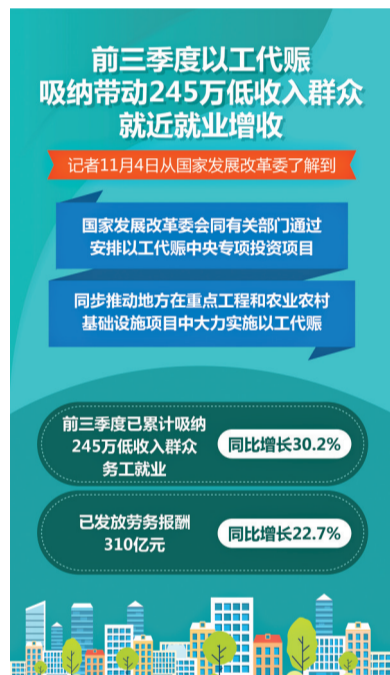 前三季度以工代赈
吸纳带动245万低收入群众
就近就业增收
记者11月4日从国家发展改革委了解到
国家发展改革委会同有关部门通过
安排以工代赈中央专项投资项目
同步推动地方在重点工程和农业农村
基础设施项目中大力实施以工代赈
前三季度已累计吸纳
245万低收入群众
务工就业
同比增长30.2%
已发放劳务报酬
310亿元
同比增长22.7%